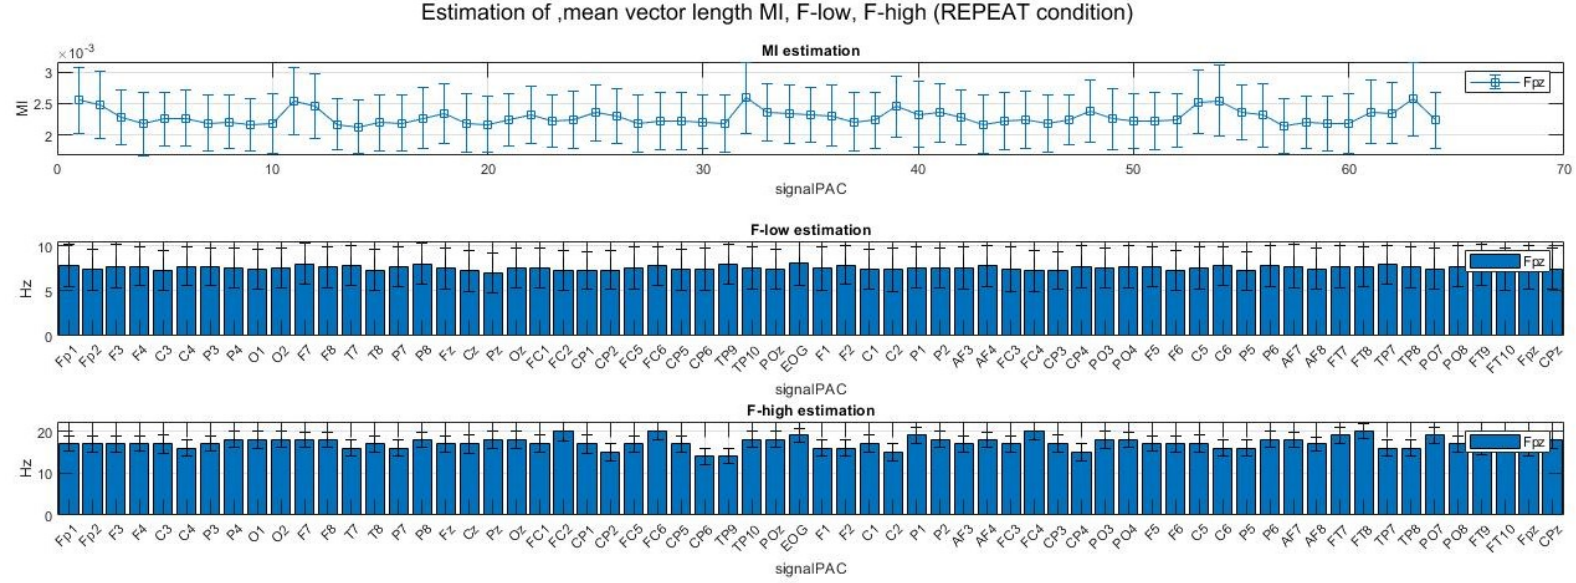 Estimation of ,mean vector length MI, F-low, F-high (REPEAT condition)
×10⁻³
MI estimation
3
2.5
2
MI
Fpz
0 10 20 30 40 50 60 70
signalPAC
F-low estimation
10
5
0
Hz
Fpz
Fp1 Fp2 F3 F4 C3 C4 P3 P4 O1 O2 F7 F8 T7 T8 P7 P8 Fz Cz Pz Oz FC1 FC2 CP1 CP2 FC5 FC6 CP5 CP6 TP9 TP10 POz EOG F1 F2 C1 C2 P1 P2 AF3 AF4 FC3 FC4 CP3 CP4 PO3 PO4 F5 F6 C5 C6 P5 P6 AF7 AF8 FT7 FT8 TP7 TP8 PO7 PO8 FT9 FT10 Fpz CPz
signalPAC
F-high estimation
20
10
0
Hz
Fpz
Fp1 Fp2 F3 F4 C3 C4 P3 P4 O1 O2 F7 F8 T7 T8 P7 P8 Fz Cz Pz Oz FC1 FC2 CP1 CP2 FC5 FC6 CP5 CP6 TP9 TP10 POz EOG F1 F2 C1 C2 P1 P2 AF3 AF4 FC3 FC4 CP3 CP4 PO3 PO4 F5 F6 C5 C6 P5 P6 AF7 AF8 FT7 FT8 TP7 TP8 PO7 PO8 FT9 FT10 Fpz CPz
signalPAC